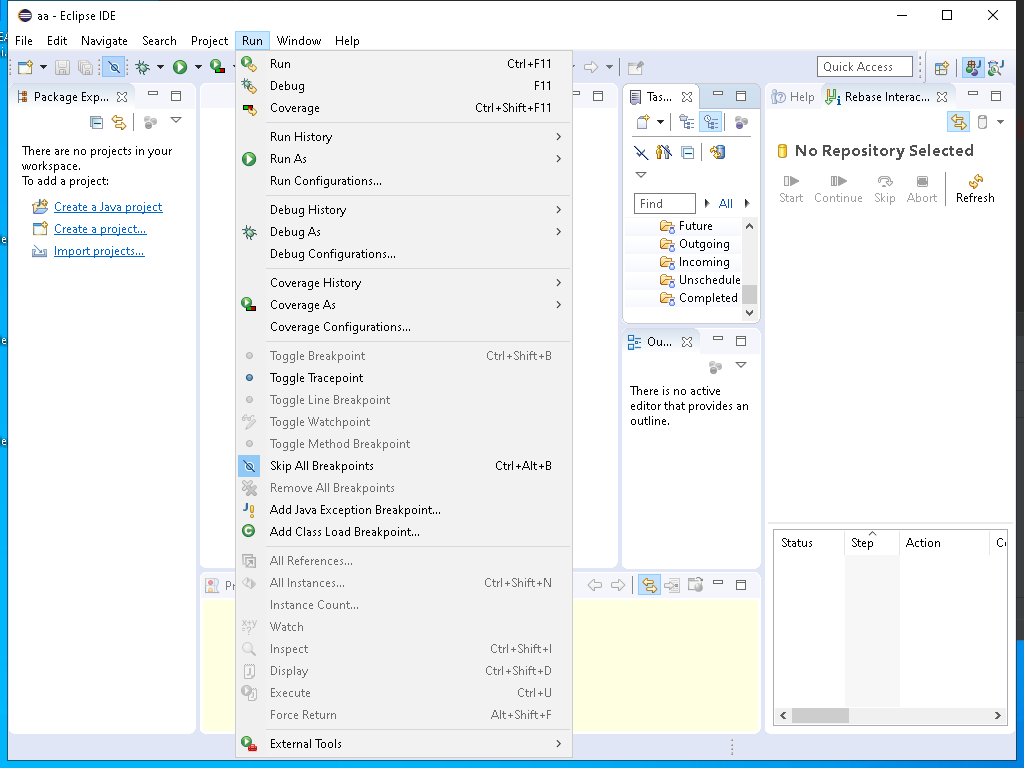 aa - Eclipse IDE
File Edit Navigate Search Project Run Window Help
Quick Access
Package Exp...
There are no projects in your
workspace.
To add a project:
Create a Java project
Create a project...
Import projects...
Run Ctrl+F11
Debug F11
Coverage Ctrl+Shift+F11
Run History
Run As
Run Configurations...
Debug History
Debug As
Debug Configurations...
Coverage History
Coverage As
Coverage Configurations...
Toggle Breakpoint Ctrl+Shift+B
Toggle Tracepoint
Toggle Line Breakpoint
Toggle Watchpoint
Toggle Method Breakpoint
Skip All Breakpoints Ctrl+Alt+B
Remove All Breakpoints
Add Java Exception Breakpoint...
Add Class Load Breakpoint...
All References...
All Instances... Ctrl+Shift+N
Instance Count...
Watch
Inspect Ctrl+Shift+I
Display Ctrl+Shift+D
Execute Ctrl+U
Force Return Alt+Shift+F
External Tools
Pr
Tas...
Find All
Future
Outgoing
Incoming
Unschedule
Completed
Ou...
There is no active
editor that provides an
outline.
Help Rebase Interac...
No Repository Selected
Start Continue Skip Abort Refresh
Status Step Action